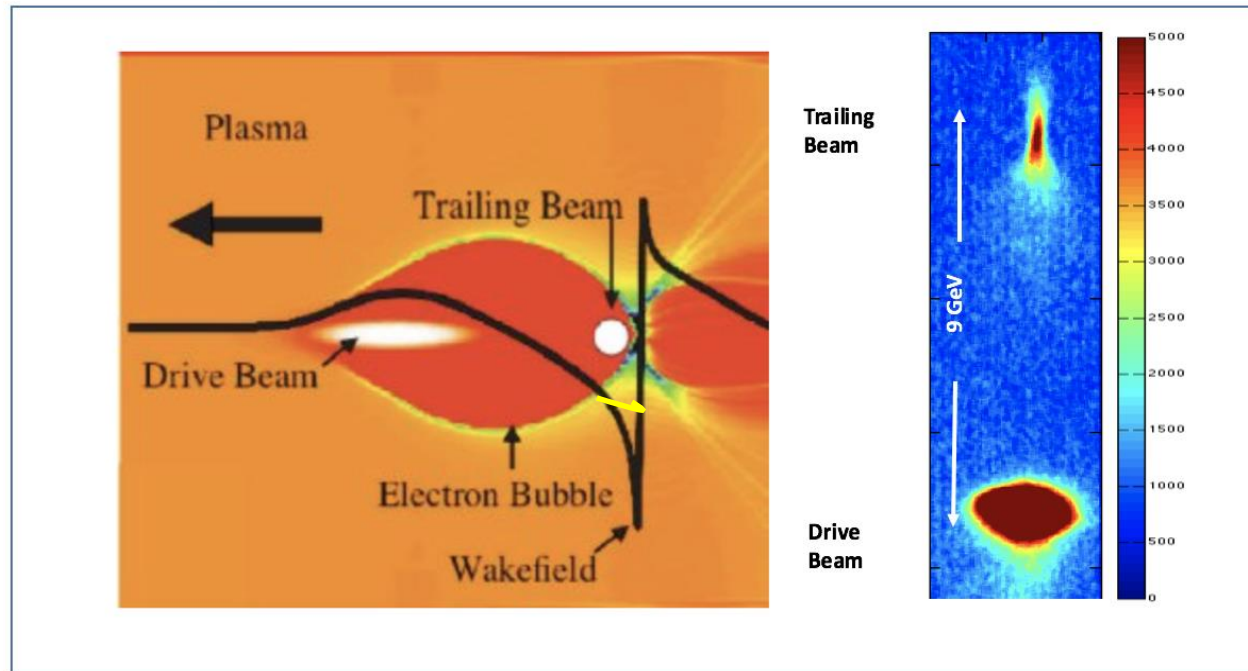 Plasma
Trailing Beam
Drive Beam
Electron Bubble
Wakefield
Trailing
Beam
9 GeV
Drive
Beam
5000
4500
4000
3500
3000
2500
2000
1500
1000
500
0